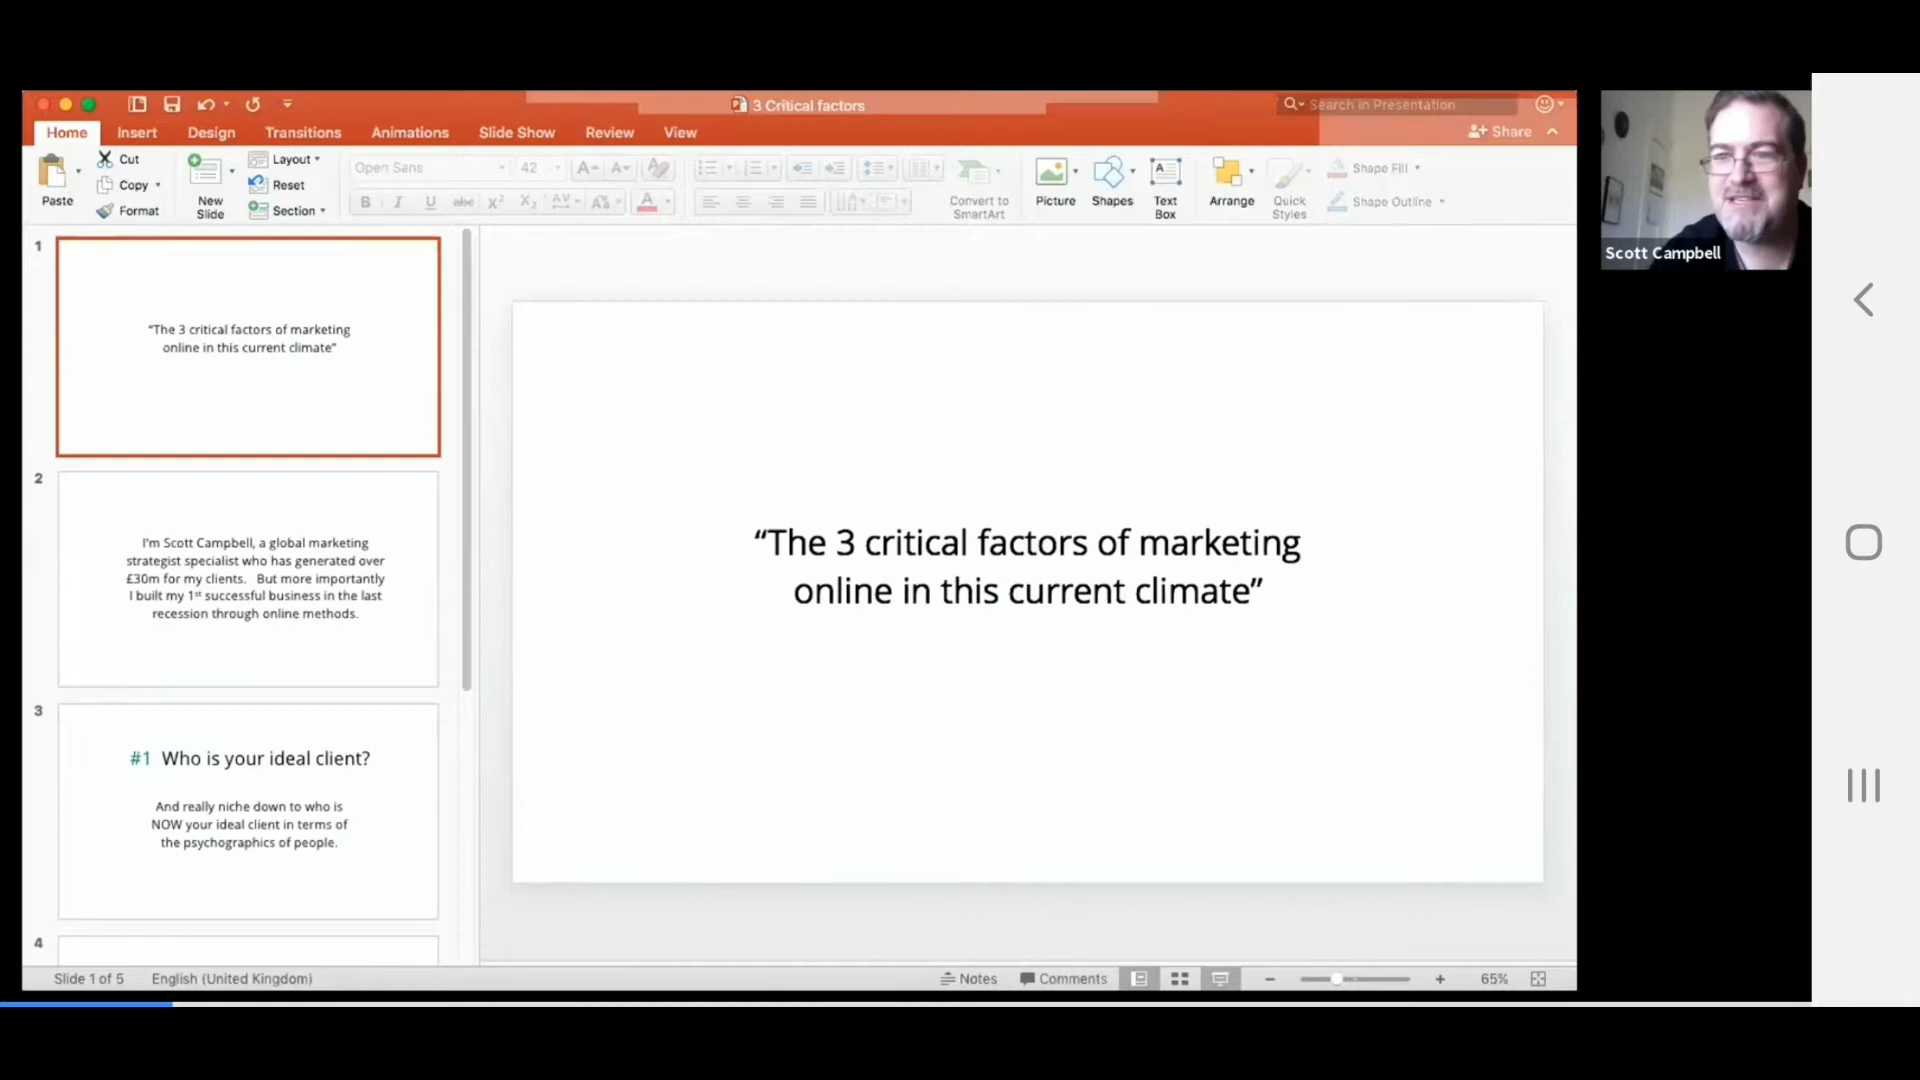 3 Critical factors
Search in Presentation
Home Insert Design Transitions Animations Slide Show Review View
Share
Paste
Cut
Copy
Format
New
Slide
Layout
Reset
Section
Open Sans 42
B I U abc X² X₂ AV Aa A
Convert to
SmartArt
Picture
Shapes
Text
Box
Arrange
Quick
Styles
Shape Fill
Shape Outline
1
“The 3 critical factors of marketing
online in this current climate”
2
I'm Scott Campbell, a global marketing
strategist specialist who has generated over
£30m for my clients. But more importantly
I built my 1st successful business in the last
recession through online methods.
3
#1 Who is your ideal client?
And really niche down to who is
NOW your ideal client in terms of
the psychographics of people.
4
“The 3 critical factors of marketing
online in this current climate”
Scott Campbell
Slide 1 of 5 English (United Kingdom)
Notes Comments 65%